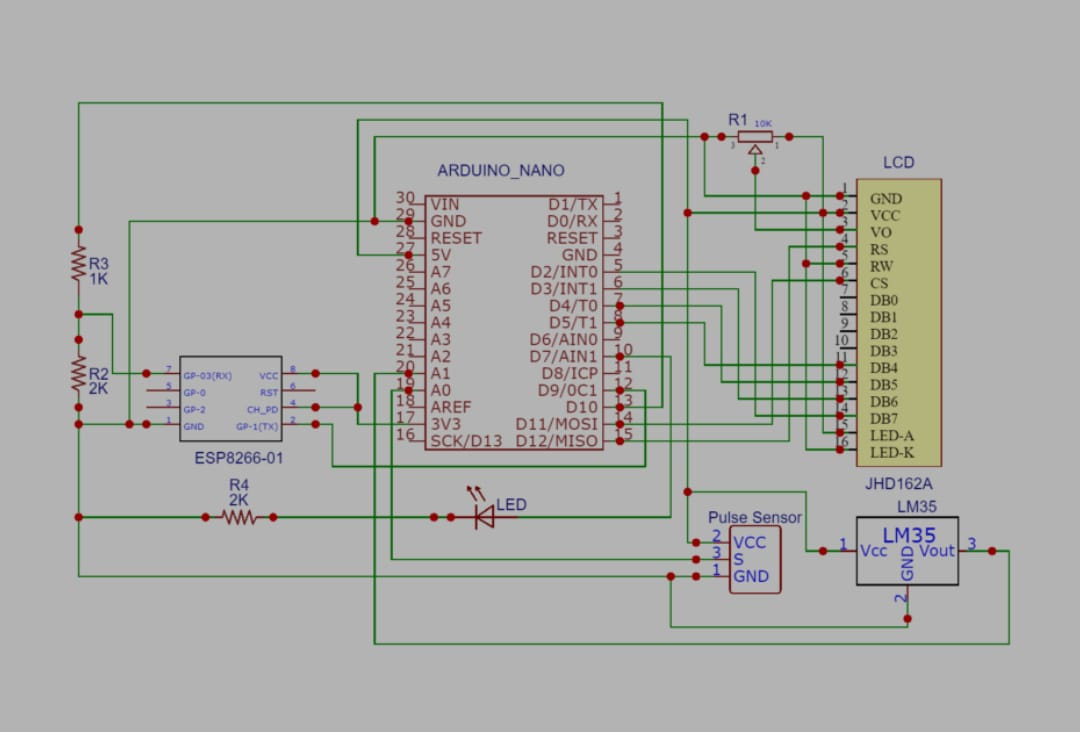 R1 10K
3 1
2
LCD
ARDUINO_NANO
30 VIN D1/TX 1
29 GND D0/RX 2
28 RESET RESET 3
27 5V GND 4
26 A7 D2/INT0 5
25 A6 D3/INT1 6
24 A5 D4/T0 7
23 A4 D5/T1 8
22 A3 D6/AIN0 9
21 A2 D7/AIN1 10
20 A1 D8/ICP 11
19 A0 D9/0C1 12
18 AREF D10 13
17 3V3 D11/MOSI 14
16 SCK/D13 D12/MISO 15
1 GND
2 VCC
3 VO
4 RS
5 RW
6 CS
7 DB0
8 DB1
9 DB2
10 DB3
11 DB4
12 DB5
13 DB6
14 DB7
15 LED-A
16 LED-K
JHD162A
R3
1K
R2
2K
7 GP-03(RX) VCC 8
5 GP-0 RST 6
3 GP-2 CH_PD 4
1 GND GP-1(TX) 2
ESP8266-01
R4
2K
LED
Pulse Sensor
2 VCC
3 S
1 GND
LM35
LM35
1 Vcc GND Vout 3
2